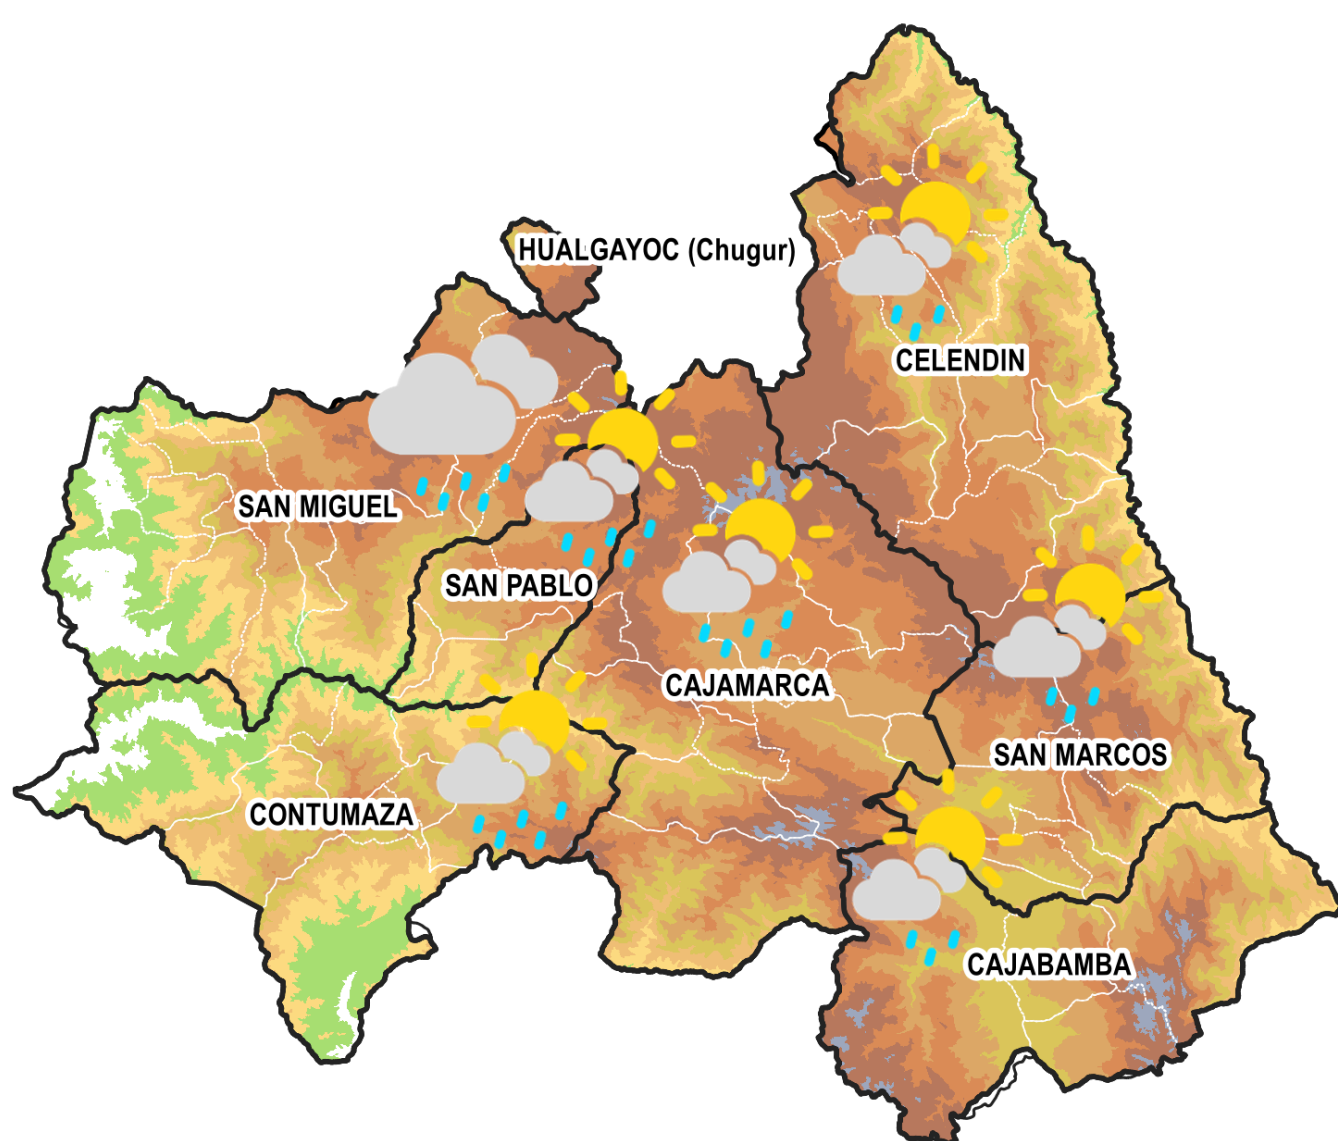 HUALGAYOC (Chugur)
CELENDIN
SAN MIGUEL
SAN PABLO
CAJAMARCA
SAN MARCOS
CONTUMAZA
CAJABAMBA